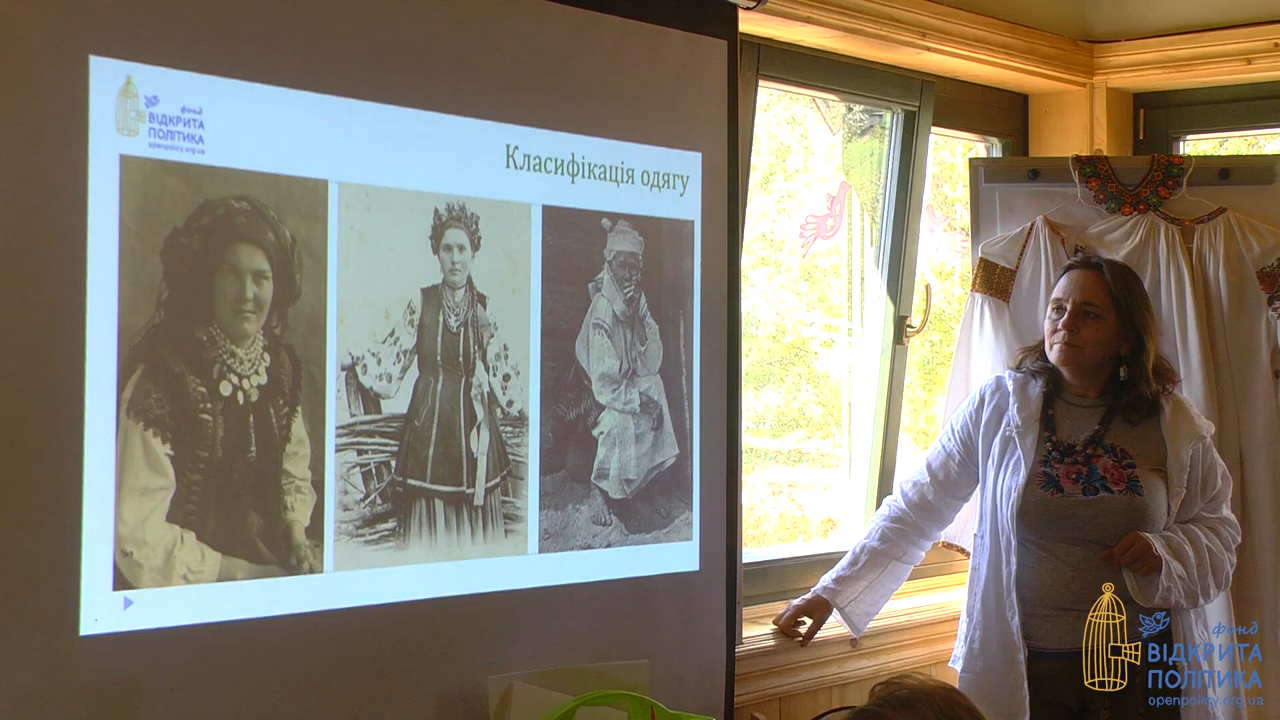 фонд
ВІДКРИТА
ПОЛІТИКА
openpolicy.org.ua
Класифікація одягу
фонд
ВІДКРИТА
ПОЛІТИКА
openpolicy.org.ua